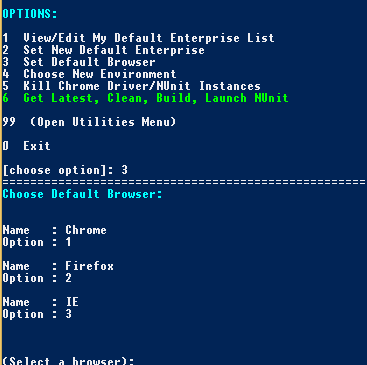 OPTIONS:
1 View/Edit My Default Enterprise List
2 Set New Default Enterprise
3 Set Default Browser
4 Choose New Environment
5 Kill Chrome Driver/NUnit Instances
6 Get Latest, Clean, Build, Launch NUnit
99 (Open Utilities Menu)
0 Exit
[choose option]: 3
====================================================
Choose Default Browser:
Name : Chrome
Option : 1
Name : Firefox
Option : 2
Name : IE
Option : 3
(Select a browser):